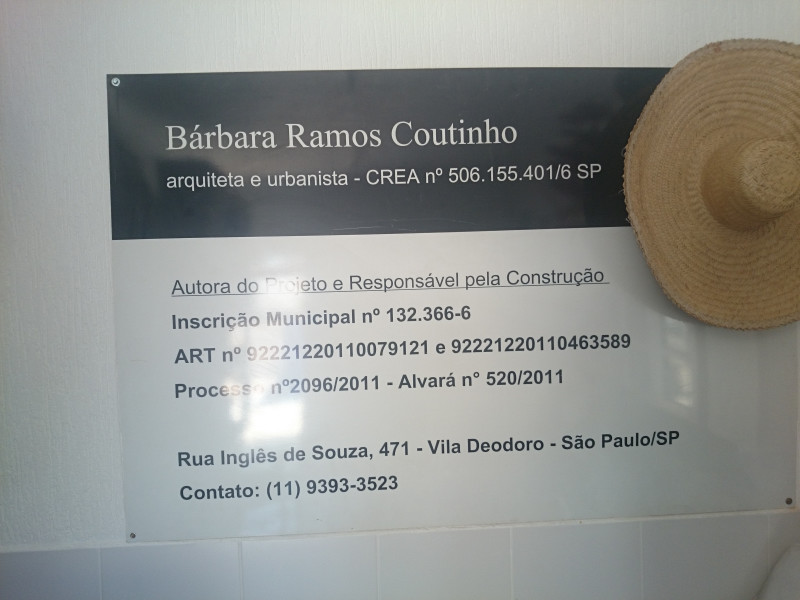 Bárbara Ramos Coutinho
arquiteta e urbanista - CREA nº 506.155.401/6 SP
Autora do Projeto e Responsável pela Construção
Inscrição Municipal nº 132.366-6
ART nº 92221220110079121 e 92221220110463589
Processo nº2096/2011 - Alvará n° 520/2011
Rua Inglês de Souza, 471 - Vila Deodoro - São Paulo/SP
Contato: (11) 9393-3523